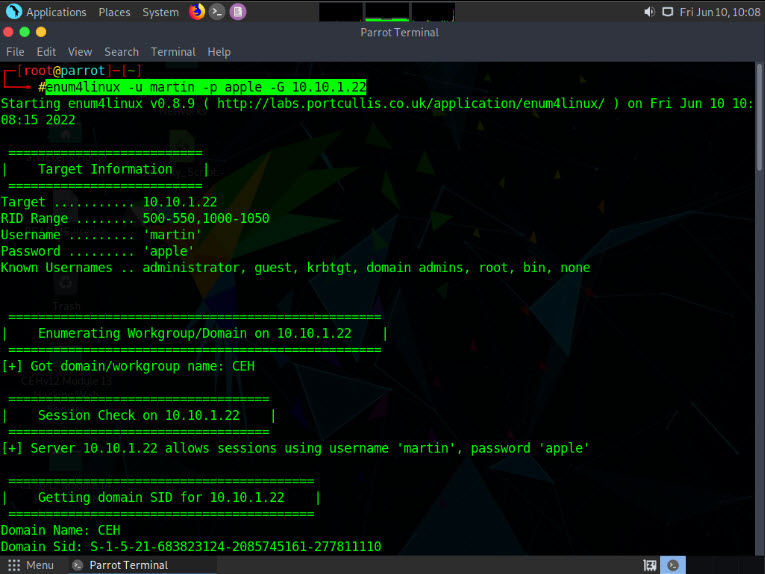 Applications Places System Fri Jun 10, 10:08
Parrot Terminal
File Edit View Search Terminal Help
[root@parrot]-[~]
#enum4linux -u martin -p apple -G 10.10.1.22
Starting enum4linux v0.8.9 ( http://labs.portcullis.co.uk/application/enum4linux/ ) on Fri Jun 10 10:
08:15 2022
==========================
| Target Information |
==========================
Target ........... 10.10.1.22
RID Range ........ 500-550,1000-1050
Username ......... 'martin'
Password ......... 'apple'
Known Usernames .. administrator, guest, krbtgt, domain admins, root, bin, none
Trash
==================================================
| Enumerating Workgroup/Domain on 10.10.1.22 |
==================================================
[+] Got domain/workgroup name: CEH
CEHv12 Module 13
===================================
| Session Check on 10.10.1.22 |
===================================
[+] Server 10.10.1.22 allows sessions using username 'martin', password 'apple'
=========================================
| Getting domain SID for 10.10.1.22 |
=========================================
Domain Name: CEH
Domain Sid: S-1-5-21-683823124-2085745161-277811110
Menu Parrot Terminal